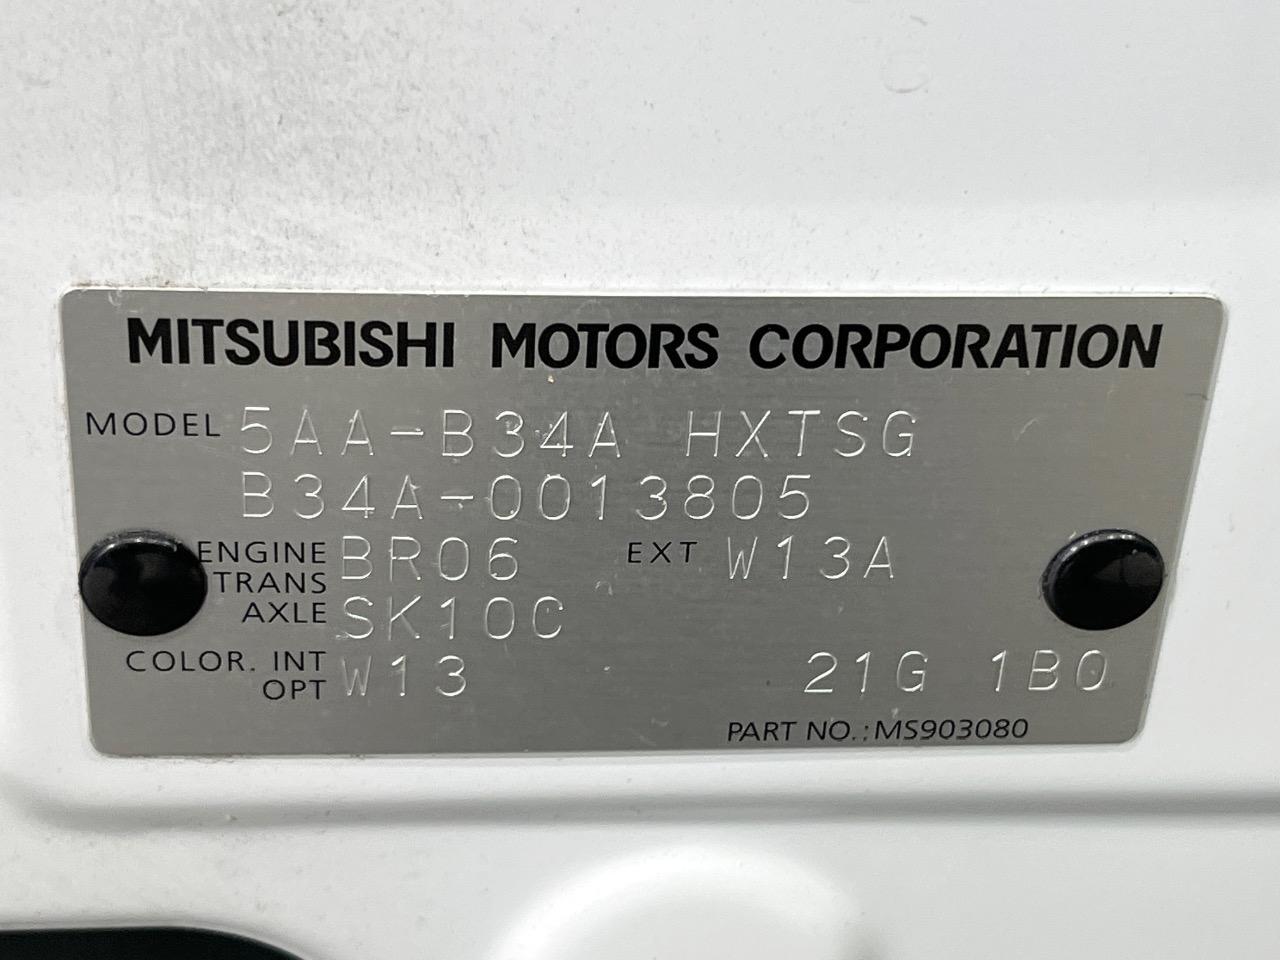 MITSUBISHI MOTORS CORPORATION
MODEL 5AA-B34A HXTSG
B34A-0013805
ENGINE BR06 EXT W13A
TRANS
AXLE SK10C
COLOR. INT W13 21G 1B0
OPT
PART NO.:MS903080